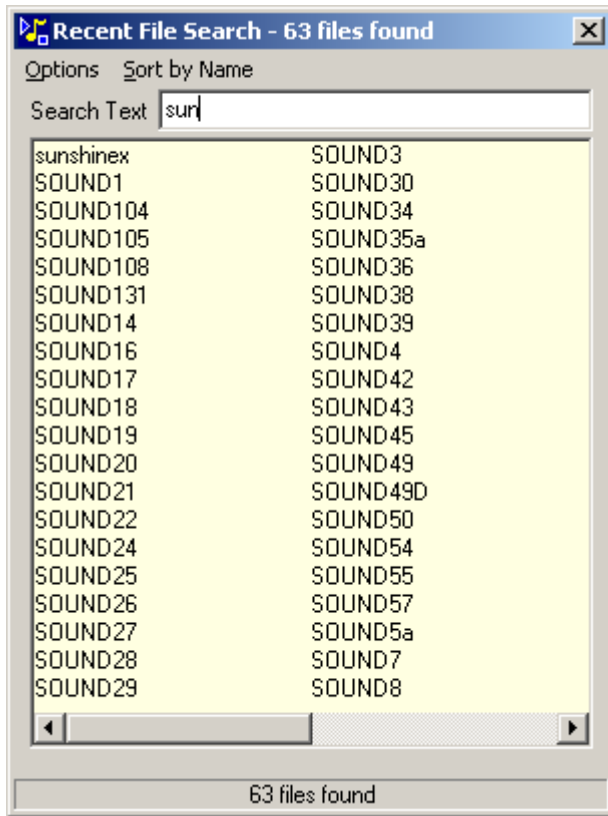 Recent File Search - 63 files found
Options Sort by Name
Search Text sun
sunshinex
SOUND1
SOUND104
SOUND105
SOUND108
SOUND131
SOUND14
SOUND16
SOUND17
SOUND18
SOUND19
SOUND20
SOUND21
SOUND22
SOUND24
SOUND25
SOUND26
SOUND27
SOUND28
SOUND29
SOUND3
SOUND30
SOUND34
SOUND35a
SOUND36
SOUND38
SOUND39
SOUND4
SOUND42
SOUND43
SOUND45
SOUND49
SOUND49D
SOUND50
SOUND54
SOUND55
SOUND57
SOUND5a
SOUND7
SOUND8
63 files found